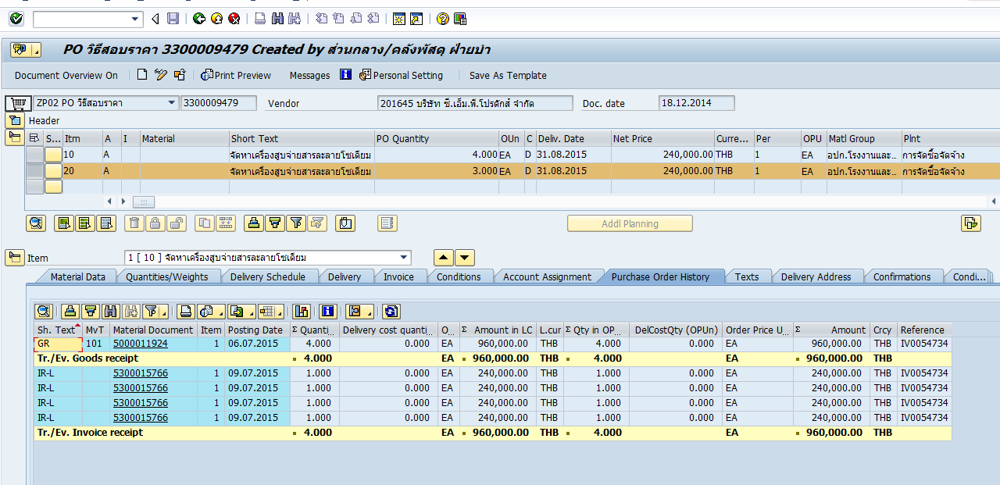 PO วิธีสอบราคา 3300009479 Created by ส่วนกลาง/คลังพัสดุ ฝ่ายบำ
Document Overview On Print Preview Messages Personal Setting Save As Template
ZP02 PO วิธีสอบราคา 3300009479 Vendor 201645 บริษัท ซี.เอ็ม.พี.โปรดักส์ จำกัด Doc. date 18.12.2014
Header
S... Itm A I Material Short Text PO Quantity OUn C Deliv. Date Net Price Curre... Per OPU Matl Group Plnt
10 A จัดหาเครื่องสูบจ่ายสารละลายโซเดียม 4.000 EA D 31.08.2015 240,000.00 THB 1 EA อปก.โรงงานและ... การจัดซื้อจัดจ้าง
20 A จัดหาเครื่องสูบจ่ายสารละลายโซเดียม 3.000 EA D 31.08.2015 240,000.00 THB 1 EA อปก.โรงงานและ... การจัดซื้อจัดจ้าง
Addl Planning
Item 1 [ 10 ] จัดหาเครื่องสูบจ่ายสารละลายโซเดียม
Material Data Quantities/Weights Delivery Schedule Delivery Invoice Conditions Account Assignment Purchase Order History Texts Delivery Address Confirmations Condi...
Sh. Text MvT Material Document Item Posting Date Σ Quanti... Delivery cost quanti... O... Σ Amount in LC L.cur Σ Qty in OP... DelCostQty (OPUn) Order Price U... Σ Amount Crcy Reference
GR 101 5000011924 1 06.07.2015 4.000 0.000 EA 960,000.00 THB 4.000 0.000 EA 960,000.00 THB IV0054734
Tr./Ev. Goods receipt 4.000 EA 960,000.00 THB 4.000 EA 960,000.00 THB
IR-L 5300015766 1 09.07.2015 1.000 0.000 EA 240,000.00 THB 1.000 0.000 EA 240,000.00 THB IV0054734
IR-L 5300015766 1 09.07.2015 1.000 0.000 EA 240,000.00 THB 1.000 0.000 EA 240,000.00 THB IV0054734
IR-L 5300015766 1 09.07.2015 1.000 0.000 EA 240,000.00 THB 1.000 0.000 EA 240,000.00 THB IV0054734
IR-L 5300015766 1 09.07.2015 1.000 0.000 EA 240,000.00 THB 1.000 0.000 EA 240,000.00 THB IV0054734
Tr./Ev. Invoice receipt 4.000 EA 960,000.00 THB 4.000 EA 960,000.00 THB